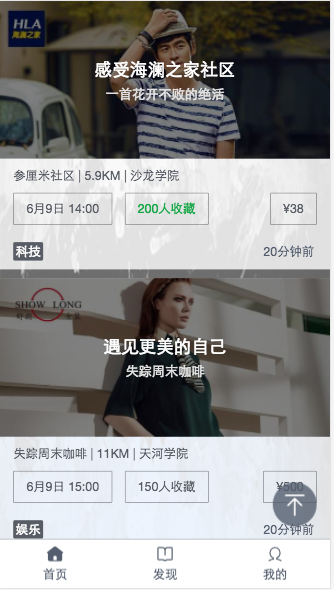 HLA
海澜之家
感受海澜之家社区
一首花开不败的绝活
参厘米社区 | 5.9KM | 沙龙学院
6月9日 14:00
200人收藏
¥38
科技
20分钟前
SHOW LONG
遇见更美的自己
失踪周末咖啡
失踪周末咖啡 | 11KM | 天河学院
6月9日 15:00
150人收藏
¥500
娱乐
20分钟前
首页
发现
我的